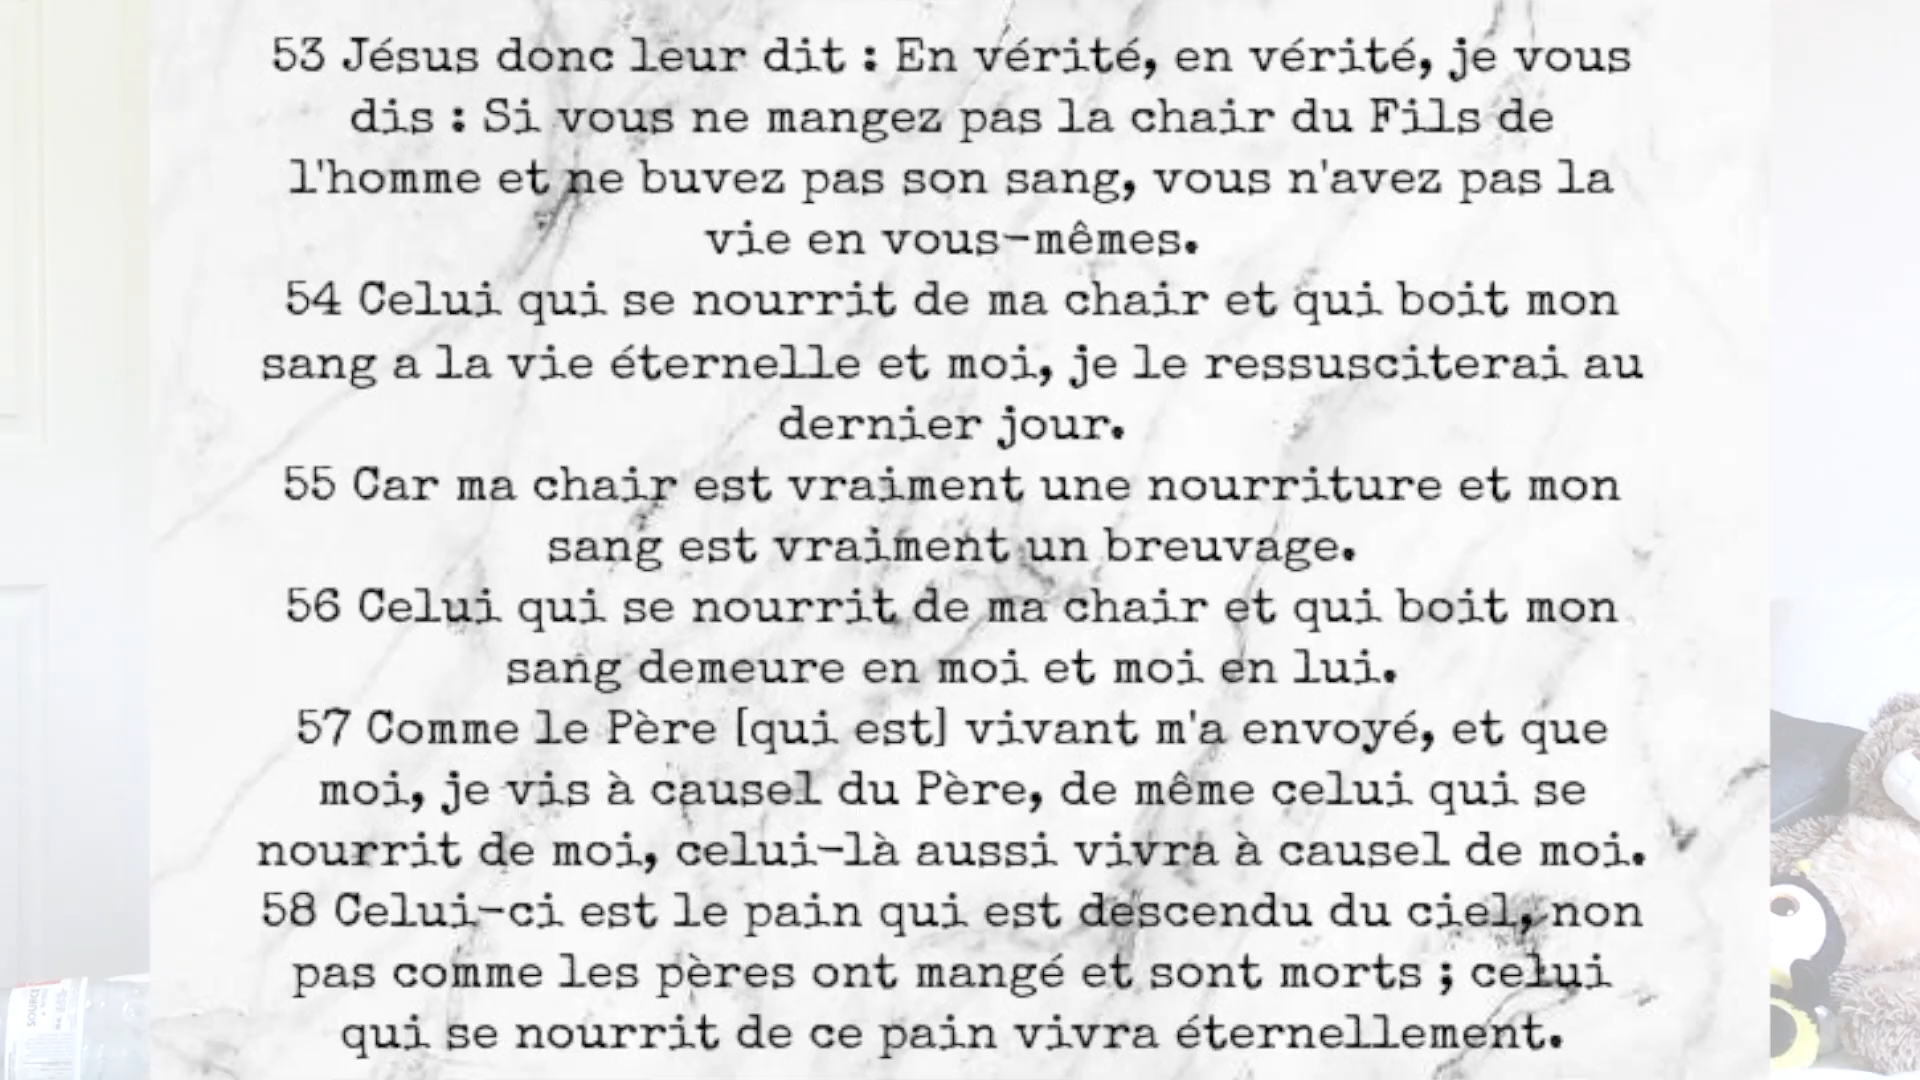 53 Jésus donc leur dit : En vérité, en vérité, je vous
dis : Si vous ne mangez pas la chair du Fils de
l'homme et ne buvez pas son sang, vous n'avez pas la
vie en vous-mêmes.
54 Celui qui se nourrit de ma chair et qui boit mon
sang a la vie éternelle et moi, je le ressusciterai au
dernier jour.
55 Car ma chair est vraiment une nourriture et mon
sang est vraiment un breuvage.
56 Celui qui se nourrit de ma chair et qui boit mon
sang demeure en moi et moi en lui.
57 Comme le Père [qui est] vivant m'a envoyé, et que
moi, je vis à causel du Père, de même celui qui se
nourrit de moi, celui-là aussi vivra à causel de moi.
58 Celui-ci est le pain qui est descendu du ciel, non
pas comme les pères ont mangé et sont morts ; celui
qui se nourrit de ce pain vivra éternellement.
SOURCE